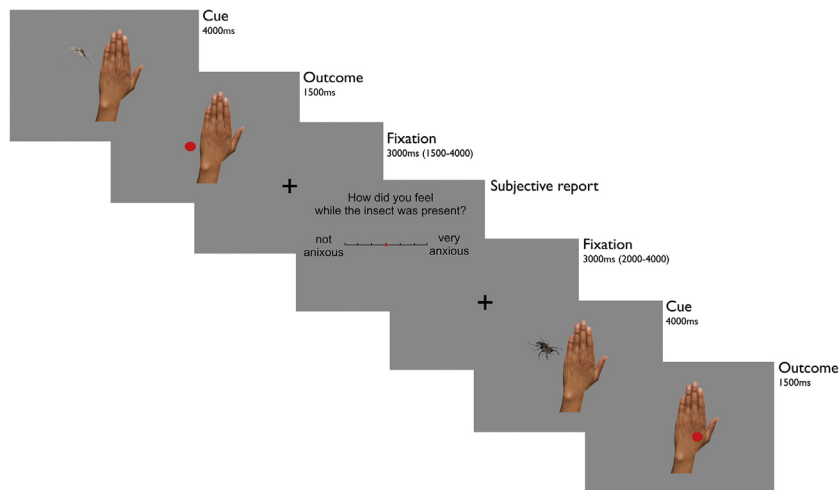 Cue
4000ms
Outcome
1500ms
Fixation
3000ms (1500-4000)
Subjective report
How did you feel
while the insect was present?
not
anixous
very
anxious
Fixation
3000ms (2000-4000)
Cue
4000ms
Outcome
1500ms